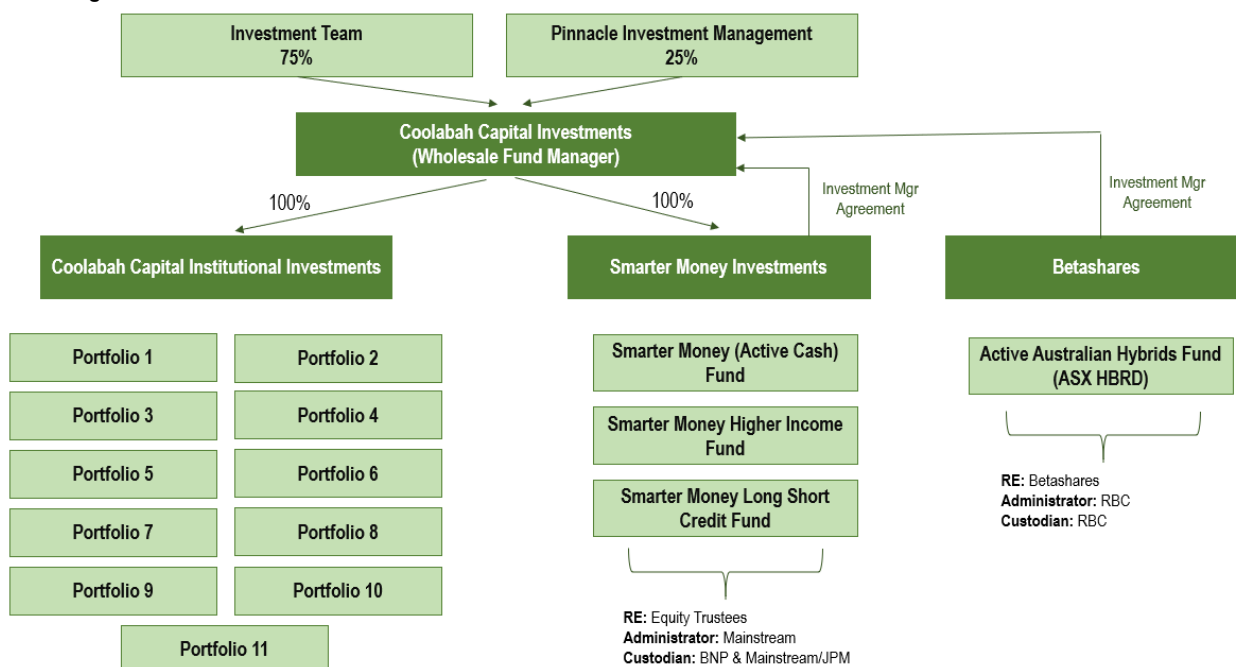 Investment Team
75%
Pinnacle Investment Management
25%
Coolabah Capital Investments
(Wholesale Fund Manager)
100%
100%
Investment Mgr
Agreement
Investment Mgr
Agreement
Coolabah Capital Institutional Investments
Smarter Money Investments
Betashares
Portfolio 1
Portfolio 2
Portfolio 3
Portfolio 4
Portfolio 5
Portfolio 6
Portfolio 7
Portfolio 8
Portfolio 9
Portfolio 10
Portfolio 11
Smarter Money (Active Cash)
Fund
Smarter Money Higher Income
Fund
Smarter Money Long Short
Credit Fund
RE: Equity Trustees
Administrator: Mainstream
Custodian: BNP & Mainstream/JPM
Active Australian Hybrids Fund
(ASX HBRD)
RE: Betashares
Administrator: RBC
Custodian: RBC